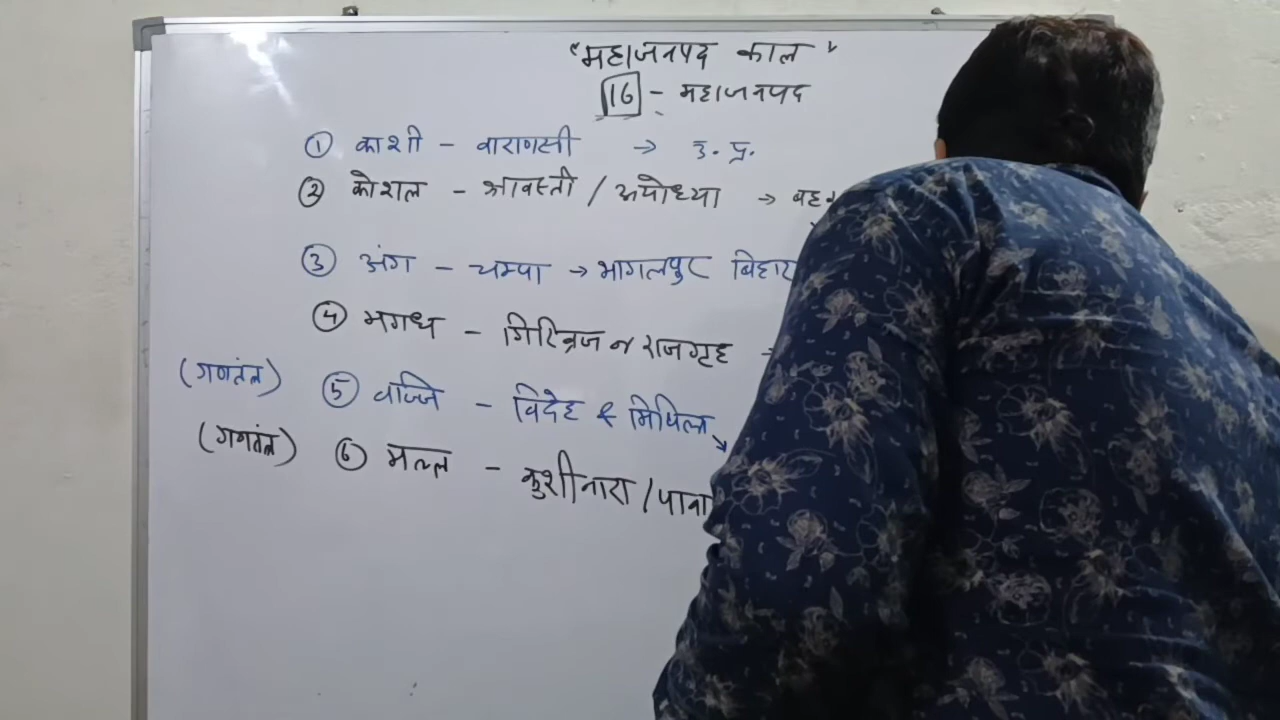 "महाजनपद काल"
16 - महाजनपद
① काशी - वाराणसी → उ. प्र.
② कोशल - श्रावस्ती / अयोध्या →
③ अंग - चम्पा → भागलपुर बिहार
④ मगध - गिरिव्रज व राजगृह →
(गणतंत्र) ⑤ वज्जि - विदेह & मिथिला →
(गणतंत्र) ⑥ मल्ल - कुशीनारा / पावा